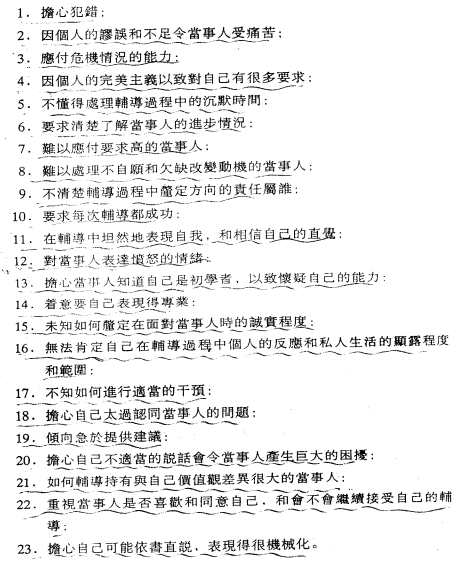 1. 擔心犯錯；
2. 因個人的謬誤和不足令當事人受痛苦；
3. 應付危機情況的能力；
4. 因個人的完美主義以致對自己有很多要求；
5. 不懂得處理輔導過程中的沉默時間；
6. 要求清楚了解當事人的進步情況；
7. 難以應付要求高的當事人；
8. 難以處理不自願和欠缺改變動機的當事人；
9. 不清楚輔導過程中釐定方向的責任屬誰；
10. 要求每次輔導都成功；
11. 在輔導中坦然地表現自我，和相信自己的直覺；
12. 對當事人表達憤怒的情緒；
13. 擔心當事人知道自己是初學者，以致懷疑自己的能力；
14. 着意要自己表現得專業；
15. 未知如何釐定在面對當事人時的誠實程度；
16. 無法肯定自己在輔導過程中個人的反應和私人生活的顯露程度
和範圍；
17. 不知如何進行適當的干預；
18. 擔心自己太過認同當事人的問題；
19. 傾向急於提供建議；
20. 擔心自己不適當的説話會令當事人產生巨大的困擾；
21. 如何輔導持有與自己價值觀差異很大的當事人；
22. 重視當事人是否喜歡和同意自己，和會不會繼續接受自己的輔
導；
23. 擔心自己可能依書直説，表現得很機械化。